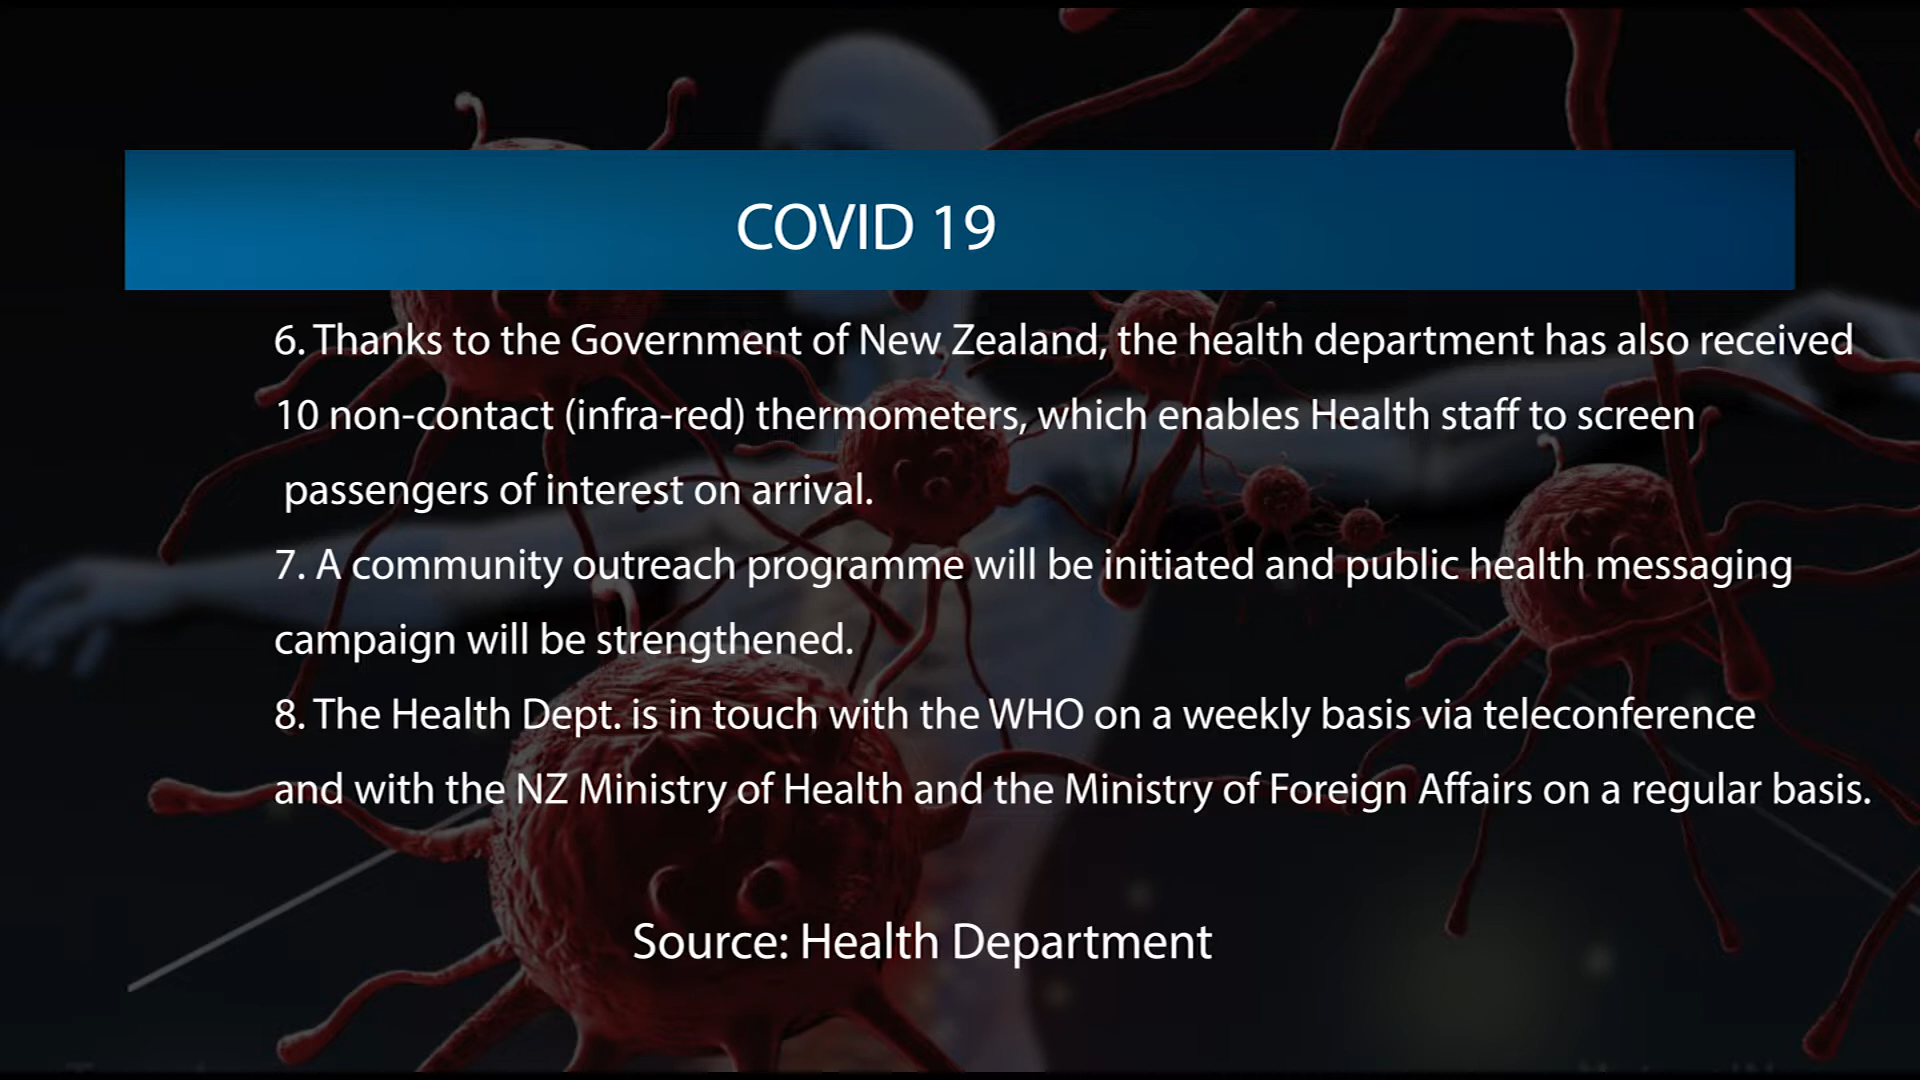 COVID 19
6. Thanks to the Government of New Zealand, the health department has also received
10 non-contact (infra-red) thermometers, which enables Health staff to screen
passengers of interest on arrival.
7. A community outreach programme will be initiated and public health messaging
campaign will be strengthened.
8. The Health Dept. is in touch with the WHO on a weekly basis via teleconference
and with the NZ Ministry of Health and the Ministry of Foreign Affairs on a regular basis.
Source: Health Department